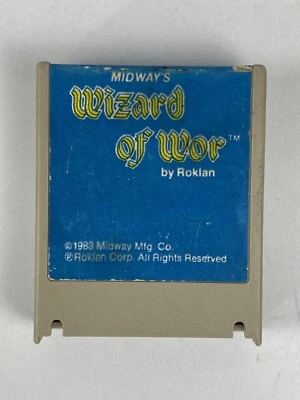 MIDWAY'S
Wizard
of Wor™
by Roklan
©1983 Midway Mfg. Co.
℗Roklan Corp. All Rights Reserved